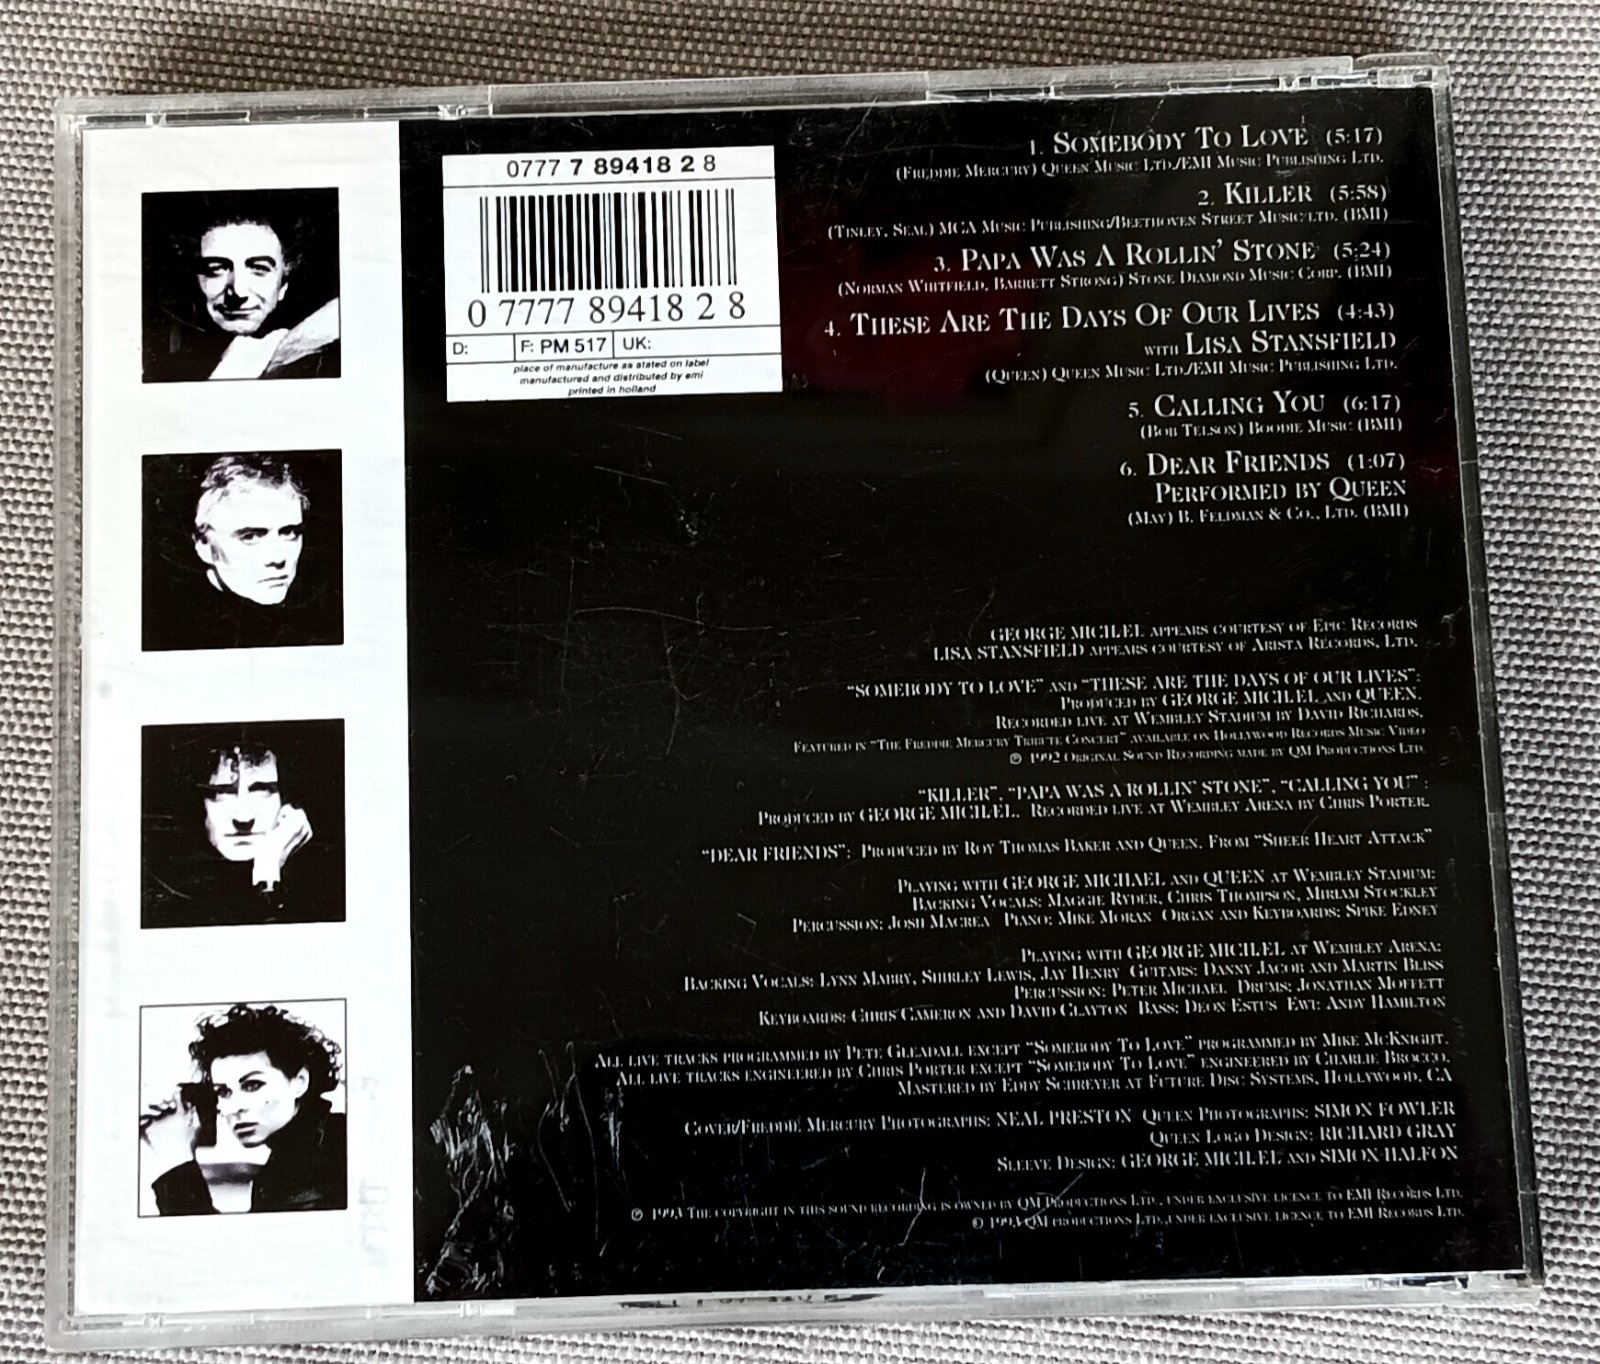 0777 7 89418 2 8
0 7777 89418 2 8
D: F: PM 517 UK:
place of manufacture as stated on label
manufactured and distributed by emi
printed in holland
1. Somebody To Love (5:17)
(Freddie Mercury) Queen Music Ltd./EMI Music Publishing Ltd.
2. Killer (5:58)
(Tinley, Seal) MCA Music Publishing/Beethoven Street Music/Ltd. (BMI)
3. Papa Was A Rollin' Stone (5:24)
(Norman Whitfield, Barrett Strong) Stone Diamond Music Corp. (BMI)
4. These Are The Days Of Our Lives (4:43)
with Lisa Stansfield
(Queen) Queen Music Ltd./EMI Music Publishing Ltd.
5. Calling You (6:17)
(Bob Telson) Boodie Music (BMI)
6. Dear Friends (1:07)
Performed by Queen
(May) B. Feldman & Co., Ltd. (BMI)
GEORGE MICHAEL appears courtesy of Epic Records
LISA STANSFIELD appears courtesy of Arista Records, Ltd.
"SOMEBODY TO LOVE" and "THESE ARE THE DAYS OF OUR LIVES":
Produced by GEORGE MICHAEL and QUEEN.
Recorded live at Wembley Stadium by David Richards.
Featured in "The Freddie Mercury Tribute Concert" available on Hollywood Records Music Video
℗ 1992 Original Sound Recording made by QM Productions Ltd.
"KILLER", "PAPA WAS A ROLLIN' STONE", "CALLING YOU" :
Produced by GEORGE MICHAEL. Recorded live at Wembley Arena by Chris Porter.
"DEAR FRIENDS": Produced by Roy Thomas Baker and Queen. From "Sheer Heart Attack"
Playing with GEORGE MICHAEL and QUEEN at Wembley Stadium:
Backing Vocals: Maggie Ryder, Chris Thompson, Miriam Stockley
Percussion: Josh Macrea Piano: Mike Moran Organ and Keyboards: Spike Edney
Playing with GEORGE MICHAEL at Wembley Arena:
Backing Vocals: Lynn Mabry, Shirley Lewis, Jay Henry Guitars: Danny Jacob and Martin Bliss
Percussion: Peter Michael Drums: Jonathan Moffett
Keyboards: Chris Cameron and David Clayton Bass: Deon Estus Ewi: Andy Hamilton
All live tracks programmed by Pete Gleadall except "Somebody To Love" programmed by Mike McKnight.
All live tracks engineered by Chris Porter except "Somebody To Love" engineered by Charlie Brocco.
Mastered by Eddy Schreyer at Future Disc Systems, Hollywood, CA
Cover/Freddie Mercury Photographs: NEAL PRESTON Queen Photographs: SIMON FOWLER
Queen Logo Design: RICHARD GRAY
Sleeve Design: GEORGE MICHAEL and SIMON HALFON
℗ 1993 The copyright in this sound recording is owned by QM Productions Ltd., under exclusive licence to EMI Records Ltd.
© 1993 QM productions Ltd.,under exclusive licence to EMI Records Ltd.